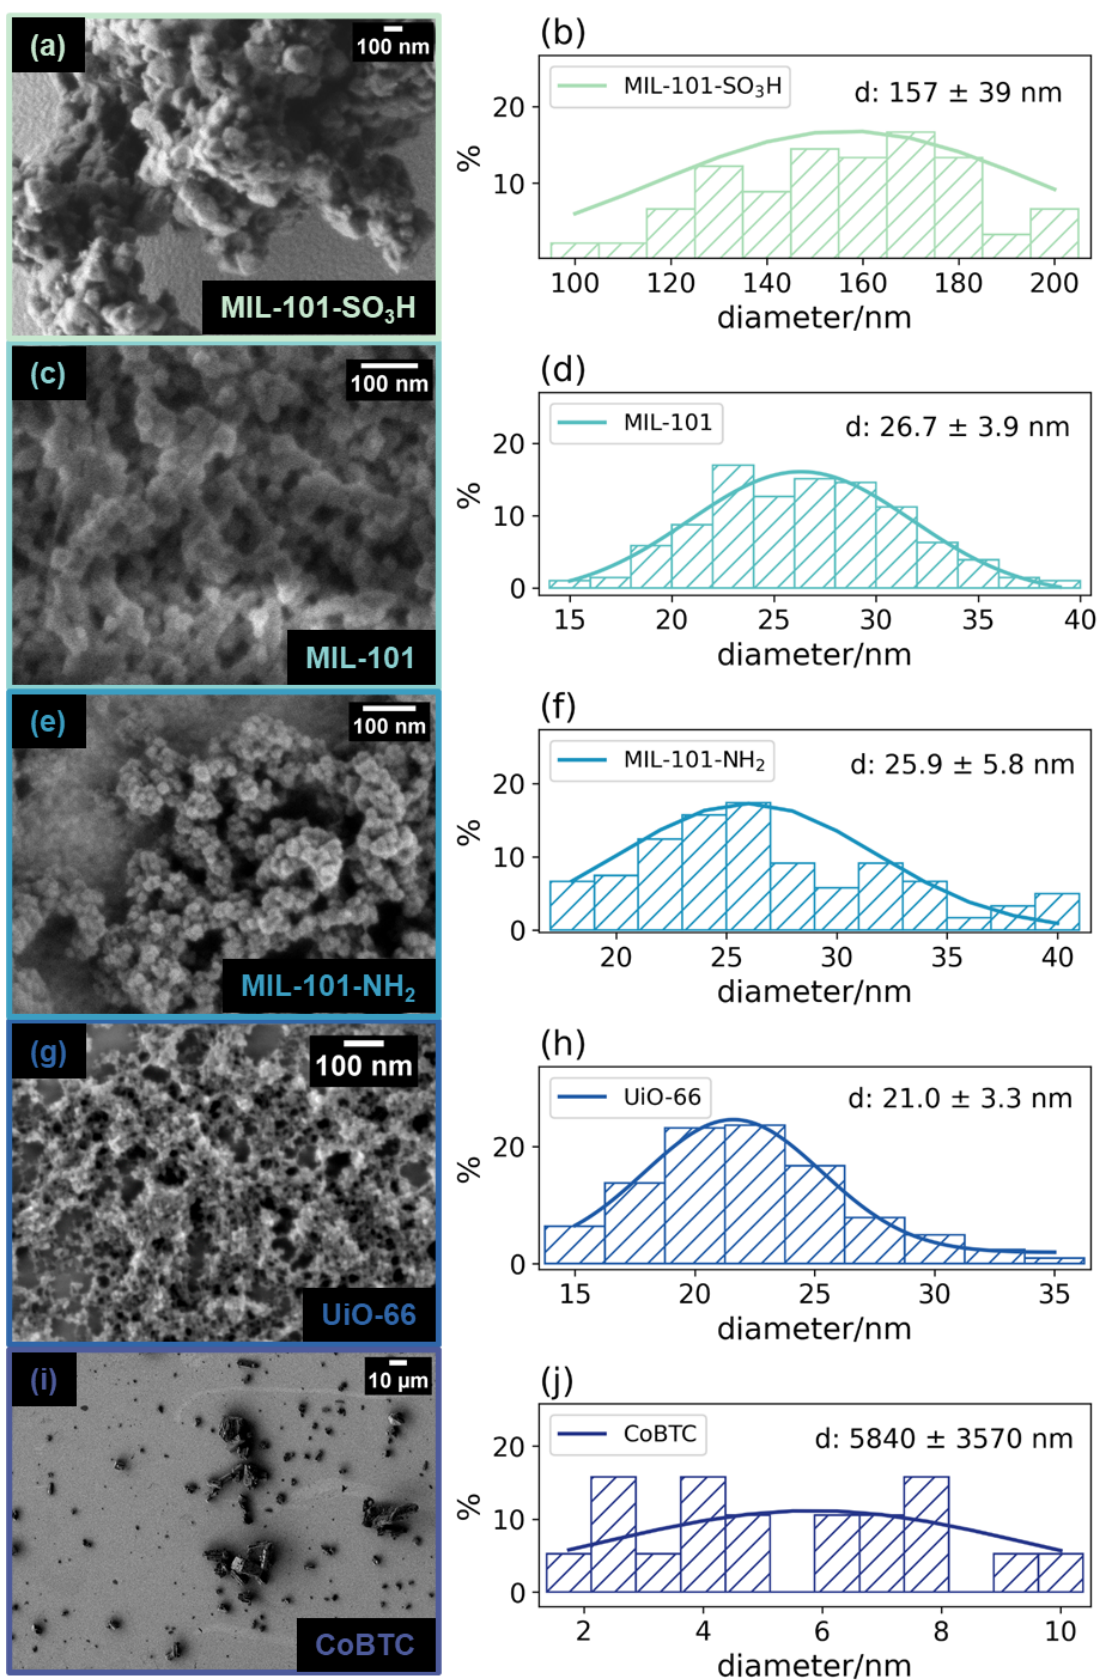 (a)
100 nm
MIL-101-SO₃H
(b)
MIL-101-SO₃H
d: 157 ± 39 nm
20
10
%
100 120 140 160 180 200
diameter/nm
(c)
100 nm
MIL-101
(d)
MIL-101
d: 26.7 ± 3.9 nm
20
10
0
%
15 20 25 30 35 40
diameter/nm
(e)
100 nm
MIL-101-NH₂
(f)
MIL-101-NH₂
d: 25.9 ± 5.8 nm
20
10
0
%
20 25 30 35 40
diameter/nm
(g)
100 nm
UiO-66
(h)
UiO-66
d: 21.0 ± 3.3 nm
20
10
0
%
15 20 25 30 35
diameter/nm
(i)
10 µm
CoBTC
(j)
CoBTC
d: 5840 ± 3570 nm
20
10
0
%
2 4 6 8 10
diameter/nm